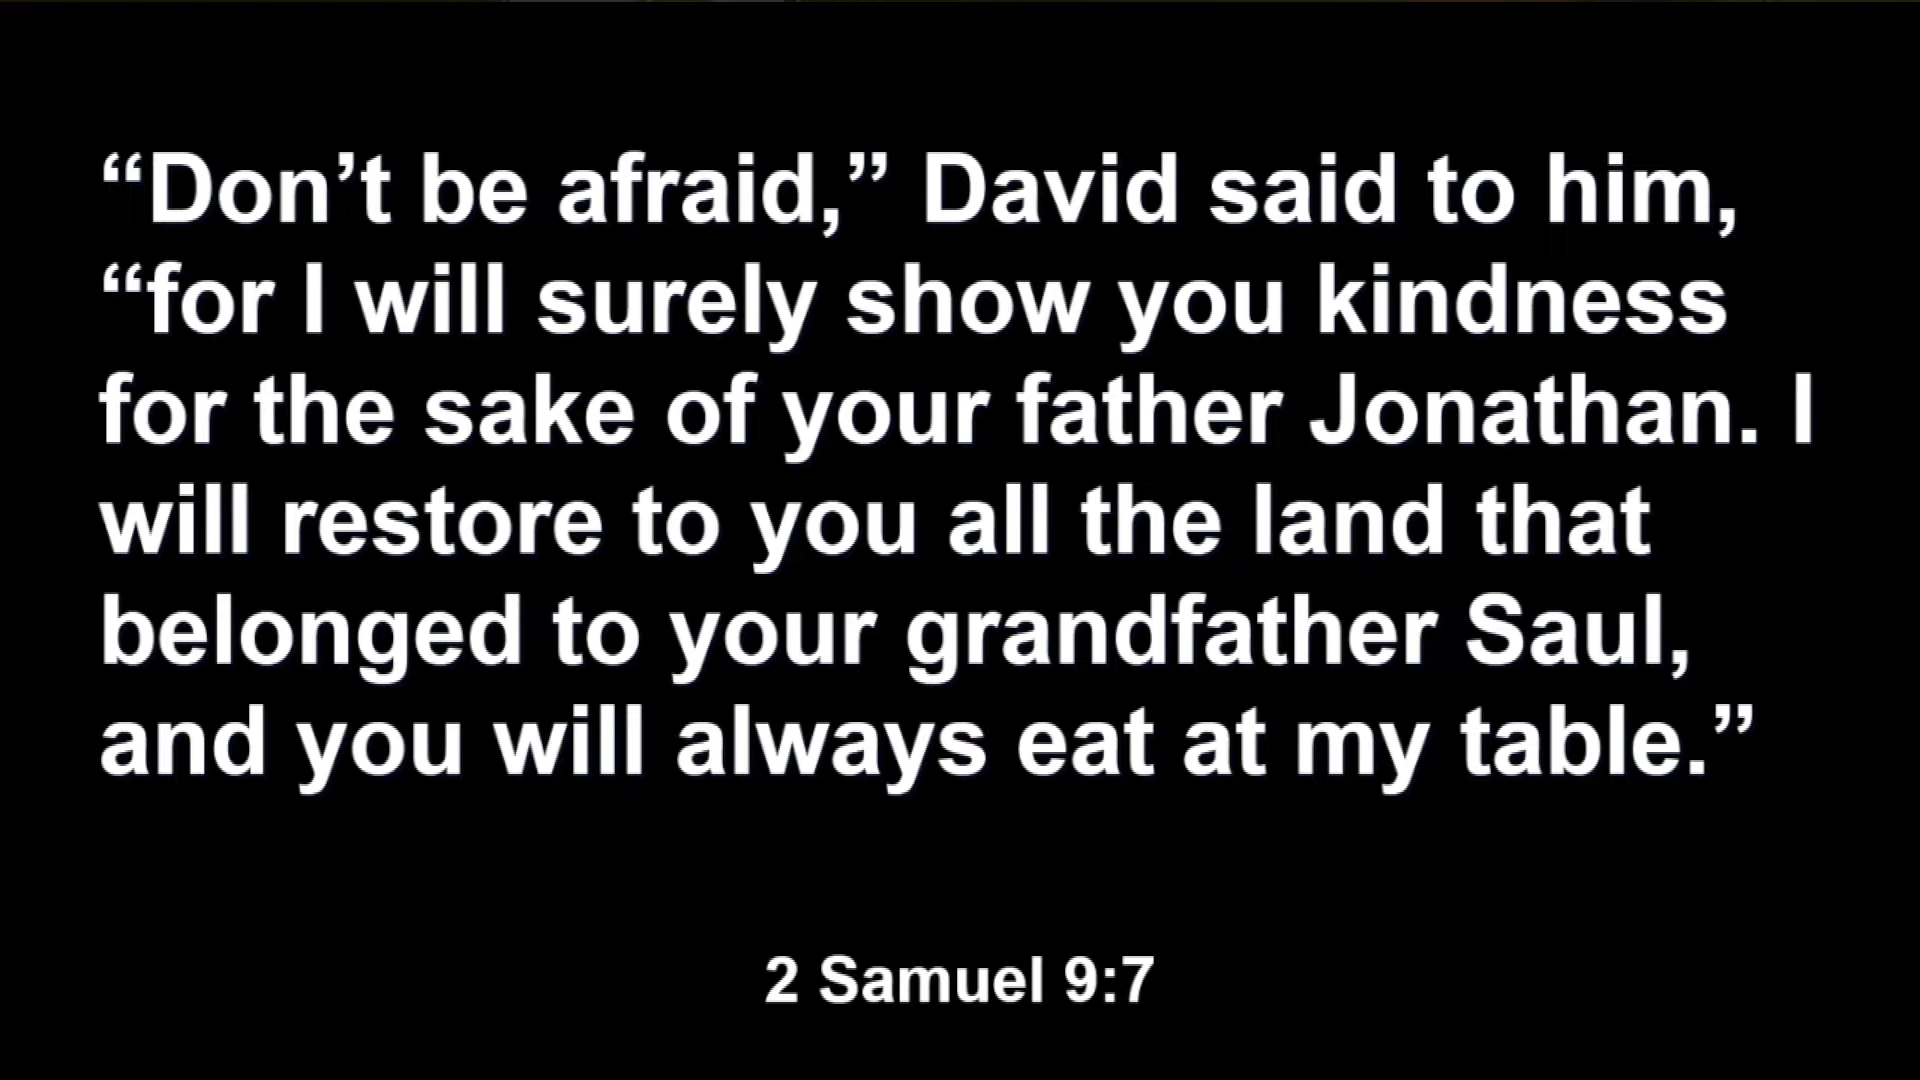 “Don’t be afraid,” David said to him,
“for I will surely show you kindness
for the sake of your father Jonathan. I
will restore to you all the land that
belonged to your grandfather Saul,
and you will always eat at my table.”
2 Samuel 9:7